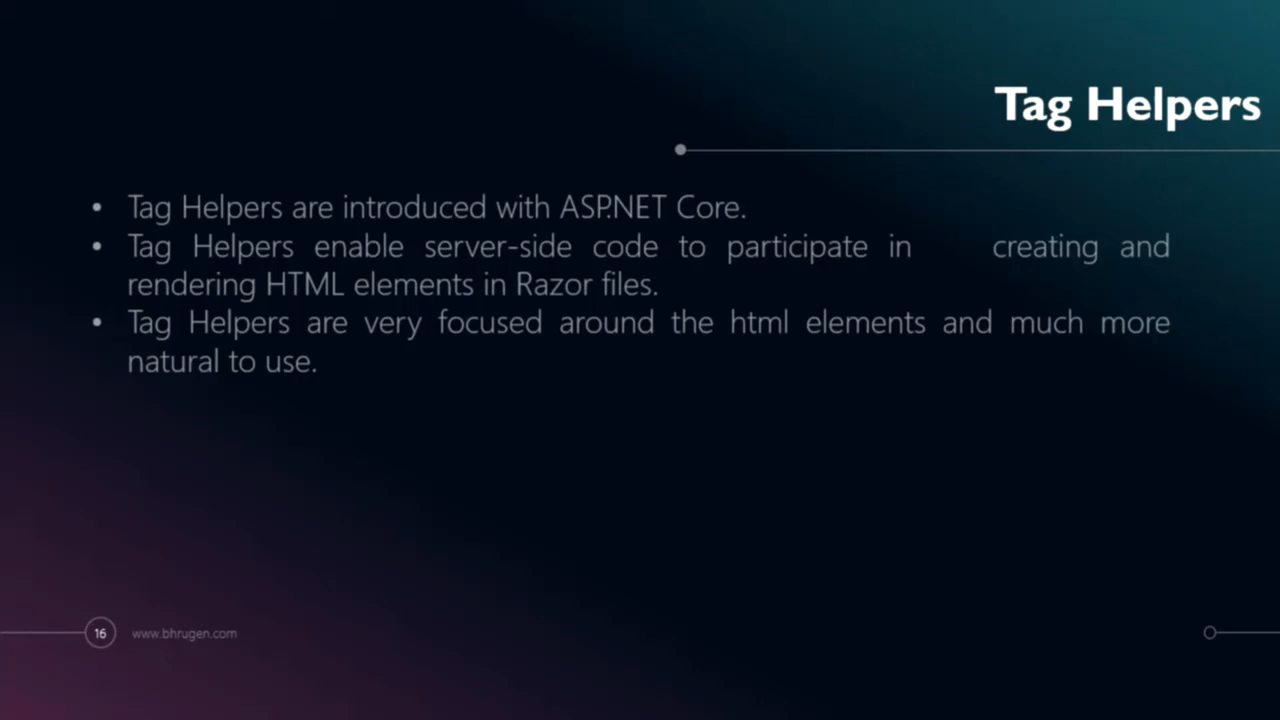 Tag Helpers
• Tag Helpers are introduced with ASP.NET Core.
• Tag Helpers enable server-side code to participate in creating and
rendering HTML elements in Razor files.
• Tag Helpers are very focused around the html elements and much more
natural to use.
16 www.bhrugen.com